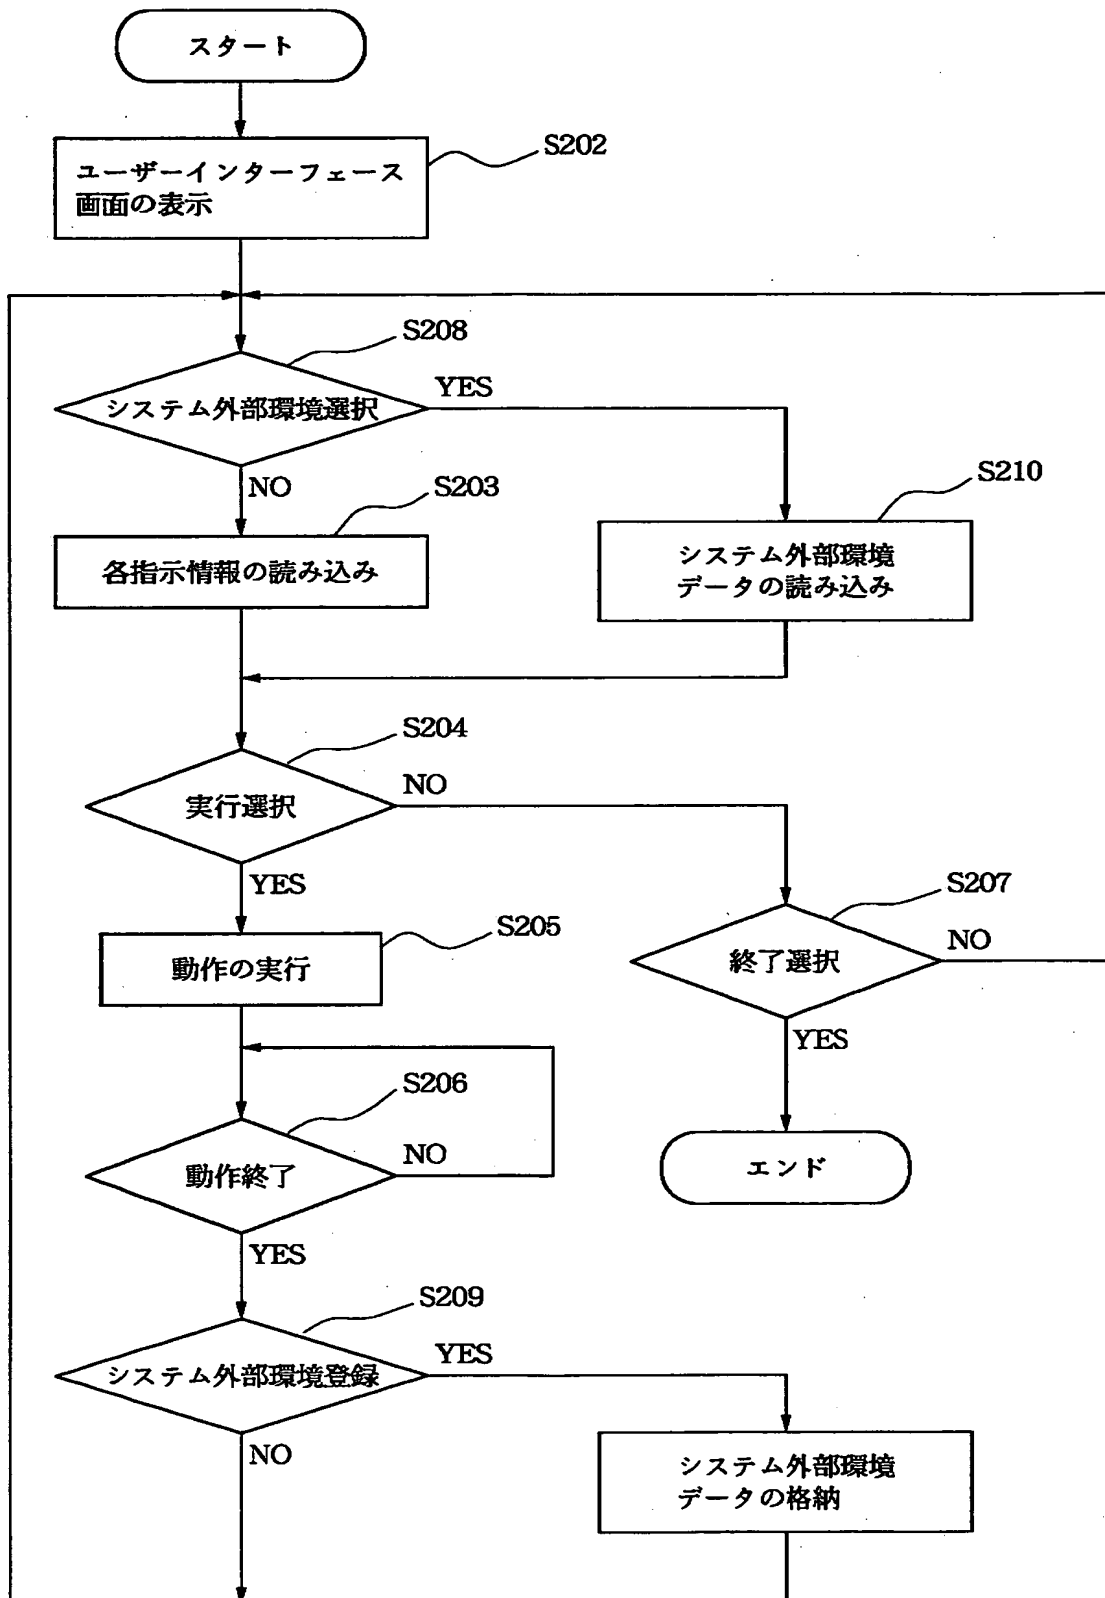 スタート
S202
ユーザーインターフェース
画面の表示
S208
YES
システム外部環境選択
NO
S203
S210
各指示情報の読み込み
システム外部環境
データの読み込み
S204
NO
実行選択
YES
S207
S205
NO
動作の実行
終了選択
YES
S206
NO
動作終了
エンド
YES
S209
YES
システム外部環境登録
NO
システム外部環境
データの格納